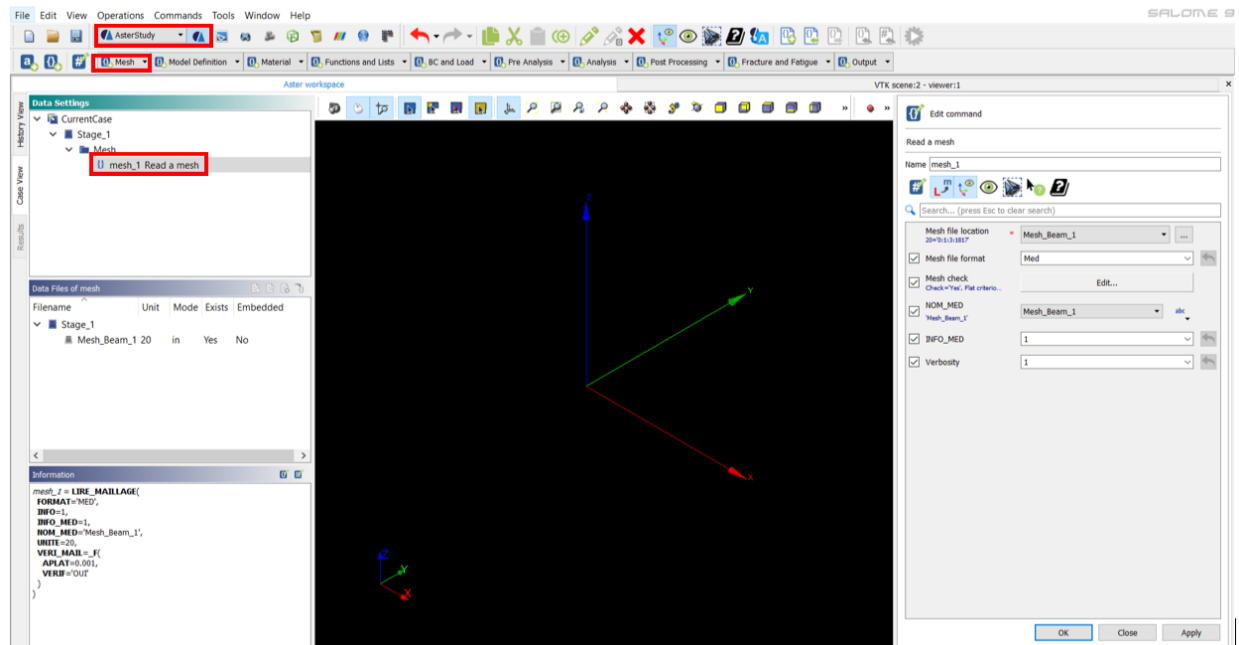 File Edit View Operations Commands Tools Window Help
SALOME 9
AsterStudy
Mesh Model Definition Material Functions and Lists BC and Load Pre Analysis Analysis Post Processing Fracture and Fatigue Output
Aster workspace
VTK scene:2 - viewer:1
History View
Case View
Results
Data Settings
CurrentCase
Stage_1
Mesh
mesh_1 Read a mesh
Data Files of mesh
Filename Unit Mode Exists Embedded
Stage_1
Mesh_Beam_1 20 in Yes No
Information
mesh_1 = LIRE_MAILLAGE(
FORMAT='MED',
INFO=1,
INFO_MED=1,
NOM_MED='Mesh_Beam_1',
UNITE=20,
VERI_MAIL=_F(
APLAT=0.001,
VERIF='OUI'
)
)
Z
Y
X
Z
Y
X
Edit command
Read a mesh
Name mesh_1
Search... (press Esc to clear search)
Mesh file location * Mesh_Beam_1 ...
20='0:1:3:1817'
Mesh file format Med
Mesh check Edit...
Check='Yes', Flat criterio...
NOM_MED Mesh_Beam_1 abc
'Mesh_Beam_1'
INFO_MED 1
Verbosity 1
OK Close Apply